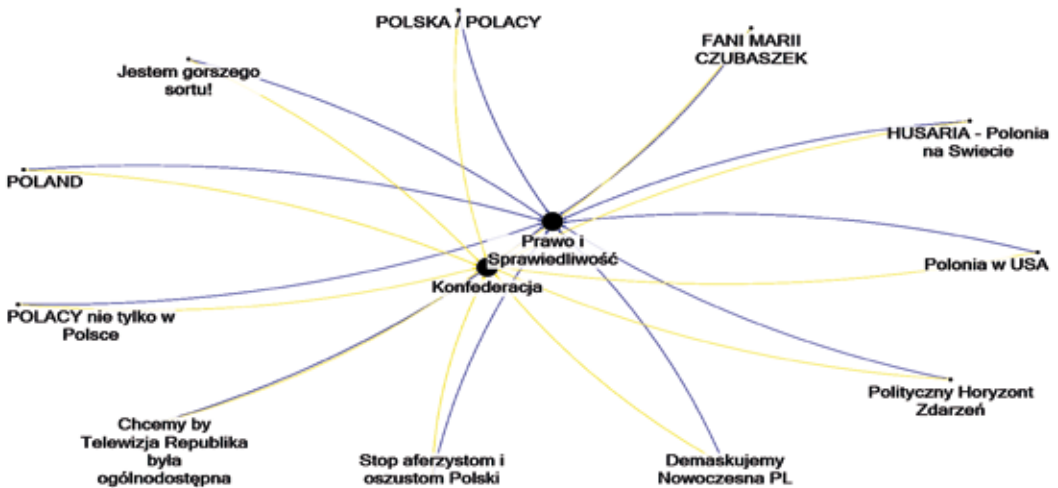 POLSKA / POLACY
FANI MARII
CZUBASZEK
Jestem gorszego
sortu!
HUSARIA - Polonia
na Swiecie
POLAND
Prawo i
Sprawiedliwość
Polonia w USA
Konfederacja
POLACY nie tylko w
Polsce
Polityczny Horyzont
Zdarzeń
Chcemy by
Telewizja Republika
była
ogólnodostępna
Stop aferzystom i
oszustom Polski
Demaskujemy
Nowoczesna PL